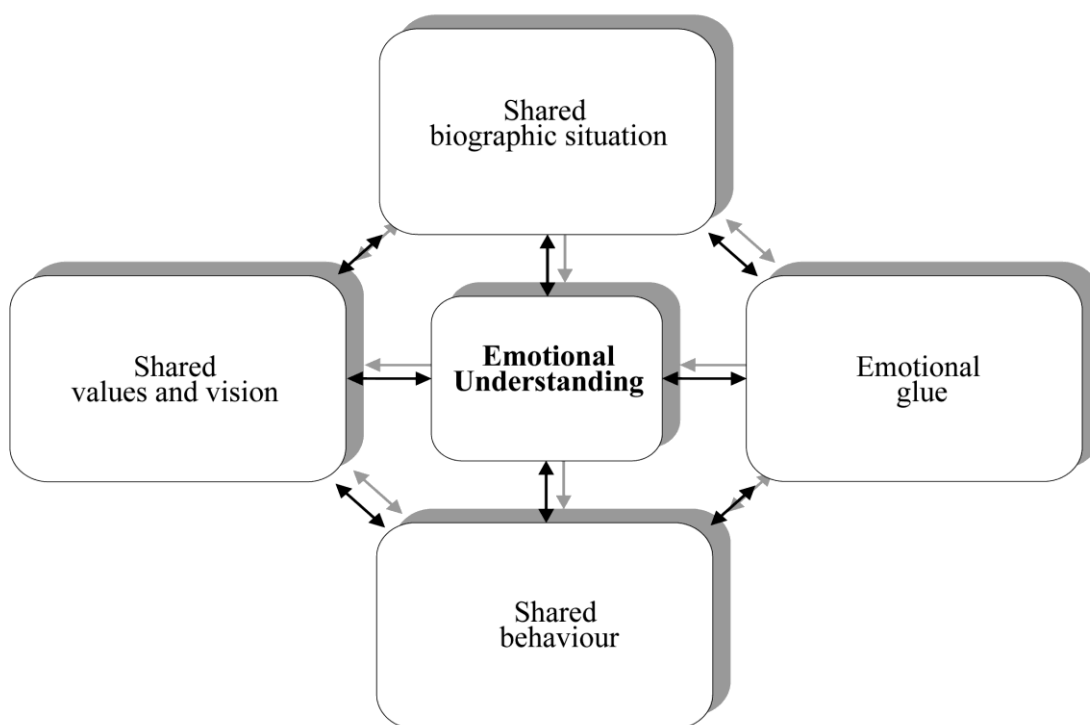 Shared
biographic situation
Shared
values and vision
Emotional
Understanding
Emotional
glue
Shared
behaviour